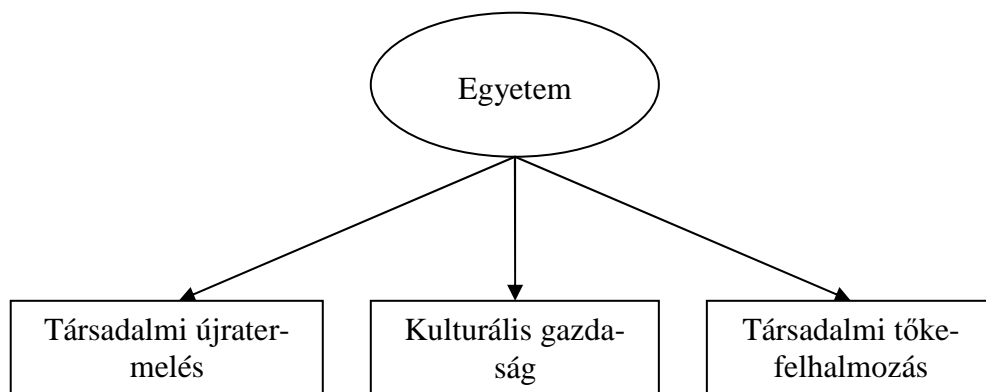 Egyetem
Társadalmi újrater-
melés
Kulturális gazda-
ság
Társadalmi tőke-
felhalmozás